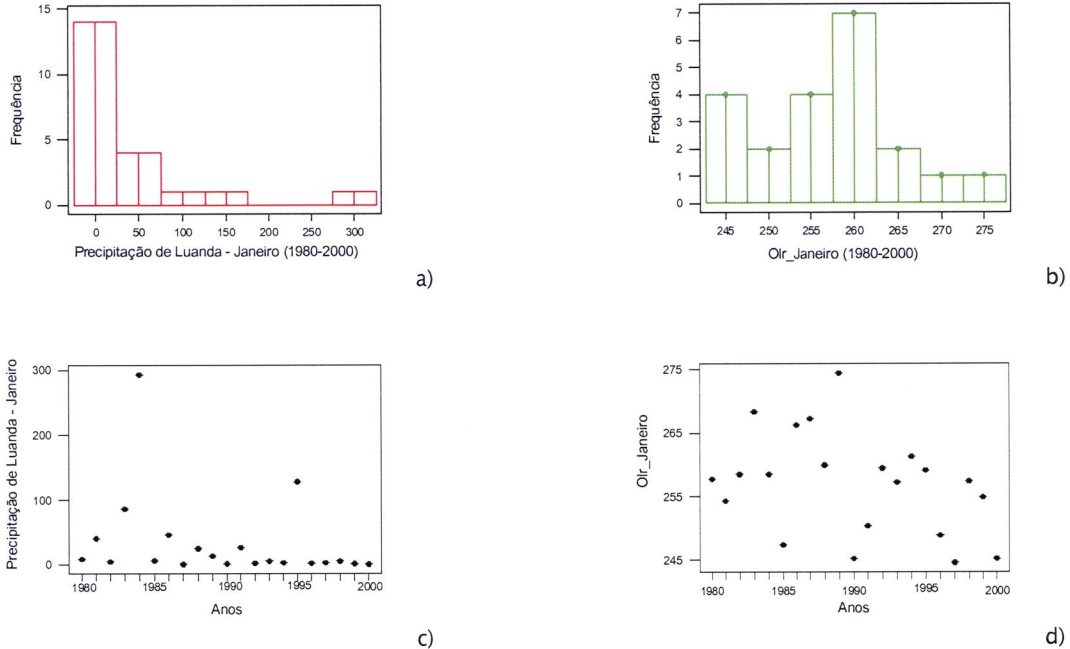 15
10
5
0
Frequência
0 50 100 150 200 250 300
Precipitação de Luanda - Janeiro (1980-2000)
a)
7
6
5
4
3
2
1
0
Frequência
245 250 255 260 265 270 275
Olr_Janeiro (1980-2000)
b)
300
200
100
0
Precipitação de Luanda - Janeiro
1980 1985 1990 1995 2000
Anos
c)
275
265
255
245
Olr_Janeiro
1980 1985 1990 1995 2000
Anos
d)